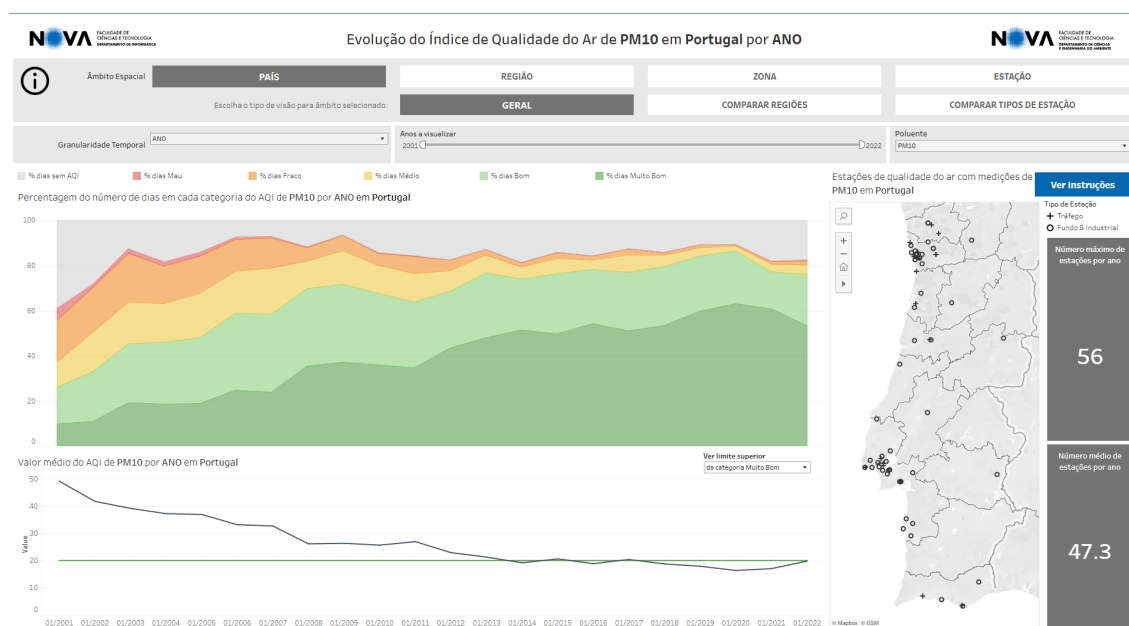 NOVA
FACULDADE DE
CIÊNCIAS E TECNOLOGIA
DEPARTAMENTO DE INFORMÁTICA
Evolução do Índice de Qualidade do Ar de PM10 em Portugal por ANO
NOVA
FACULDADE DE
CIÊNCIAS E TECNOLOGIA
DEPARTAMENTO DE CIÊNCIAS
E ENGENHARIA DO AMBIENTE
Âmbito Espacial
PAÍS
REGIÃO
ZONA
ESTAÇÃO
Escolha o tipo de visão para âmbito selecionado:
GERAL
COMPARAR REGIÕES
COMPARAR TIPOS DE ESTAÇÃO
Granularidade Temporal
ANO
Anos a visualizar
2001
2022
Poluente
PM10
% dias sem AQI
% dias Mau
% dias Fraco
% dias Médio
% dias Bom
% dias Muito Bom
Percentagem do número de dias em cada categoria do AQI de PM10 por ANO em Portugal
100
80
60
40
20
0
Valor médio do AQI de PM10 por ANO em Portugal
Ver limite superior
da categoria Muito Bom
Value
50
40
30
20
10
0
01/2001 01/2002 01/2003 01/2004 01/2005 01/2006 01/2007 01/2008 01/2009 01/2010 01/2011 01/2012 01/2013 01/2014 01/2015 01/2016 01/2017 01/2018 01/2019 01/2020 01/2021 01/2022
Estações de qualidade do ar com medições de
PM10 em Portugal
Ver Instruções
Tipo de Estação
Tráfego
Fundo & Industrial
Número máximo de
estações por ano
56
Número médio de
estações por ano
47.3
© Mapbox © OSM